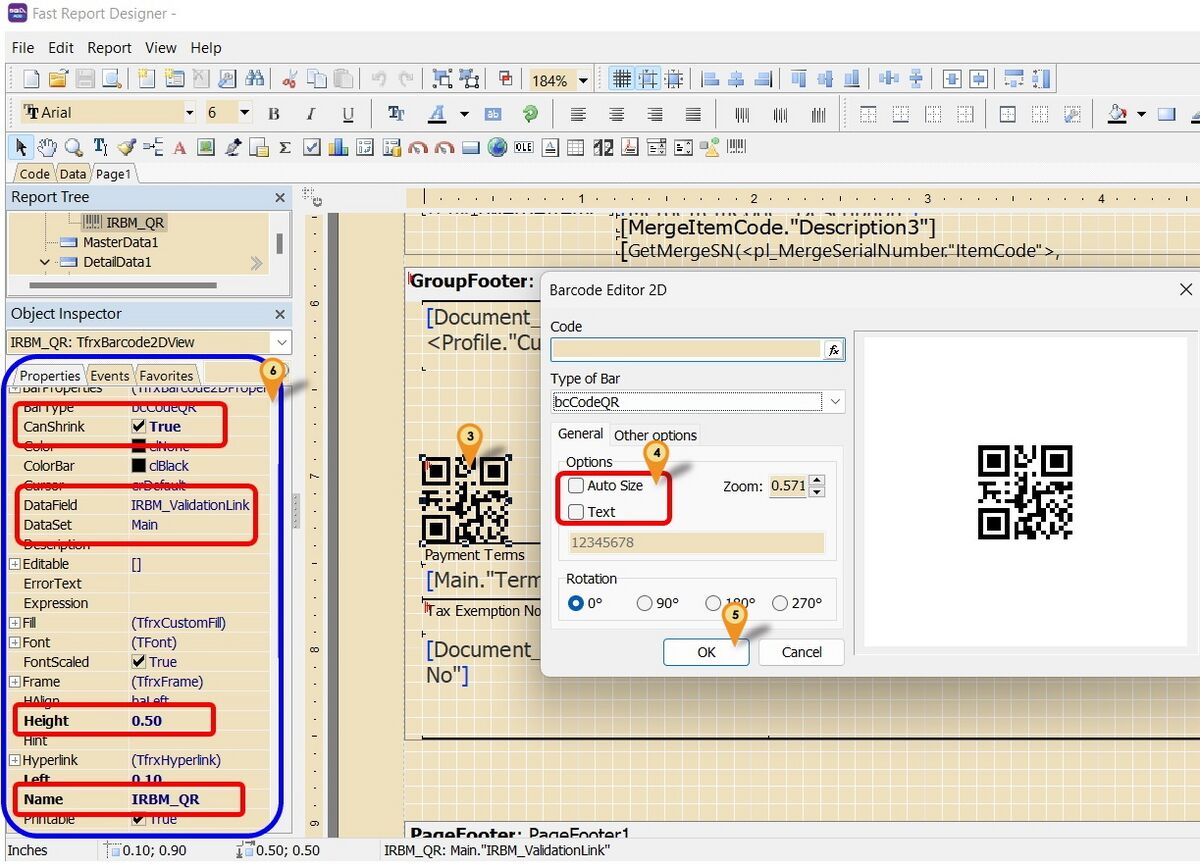 Fast Report Designer -
File Edit Report View Help
184%
Arial 6 B I U
Code Data Page1
Report Tree
IRBM_QR
MasterData1
DetailData1
Object Inspector
IRBM_QR: TfrxBarcode2DView
Properties Events Favorites
6
BarProperties (TfrxBarcode2DProper
BarType bcCodeQR
CanShrink True
Color clNone
ColorBar clBlack
Cursor crDefault
DataField IRBM_ValidationLink
DataSet Main
Description
Editable []
ErrorText
Expression
Fill (TfrxCustomFill)
Font (TFont)
FontScaled True
Frame (TfrxFrame)
HAlign haLeft
Height 0.50
Hint
Hyperlink (TfrxHyperlink)
Left 0.10
Name IRBM_QR
Printable True
1 2 3 4
6
7
8
9
[MergeItemCode."Description3"]
[GetMergeSN(<pl_MergeSerialNumber."ItemCode">,
GroupFooter:
[Document_
<Profile."Cu
3
Payment Terms
[Main."Term
Tax Exemption No
[Document_
No"]
PageFooter: PageFooter1
Barcode Editor 2D
Code
fx
Type of Bar
bcCodeQR
General Other options
4
Options
Auto Size
Zoom: 0.571
Text
12345678
Rotation
0° 90° 180° 270°
5
OK Cancel
Inches 0.10; 0.90 0.50; 0.50 IRBM_QR: Main."IRBM_ValidationLink"